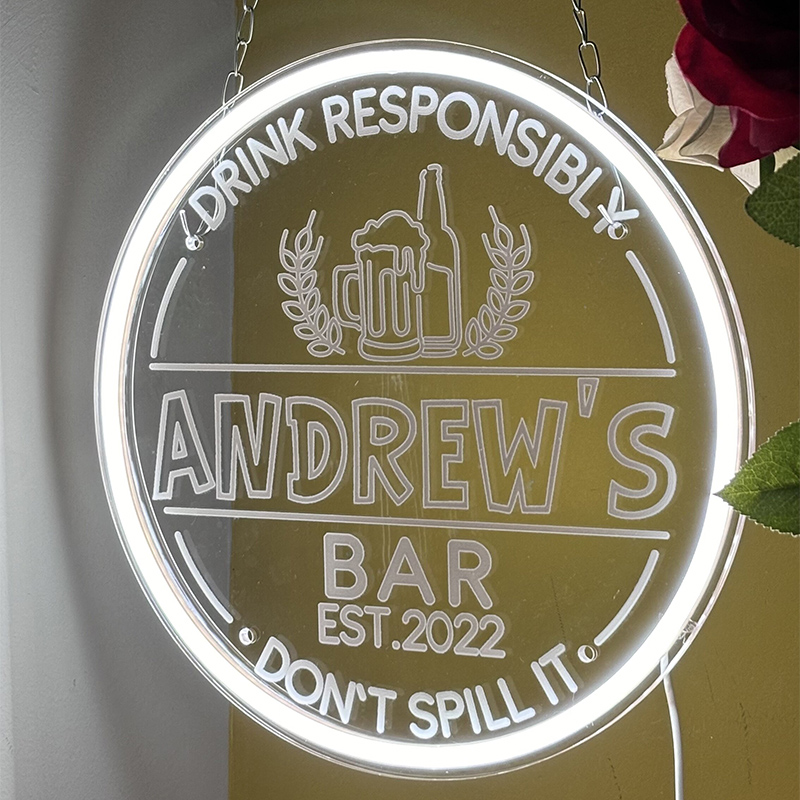 DRINK RESPONSIBLY
ANDREW'S
BAR
EST.2022
DON'T SPILL IT